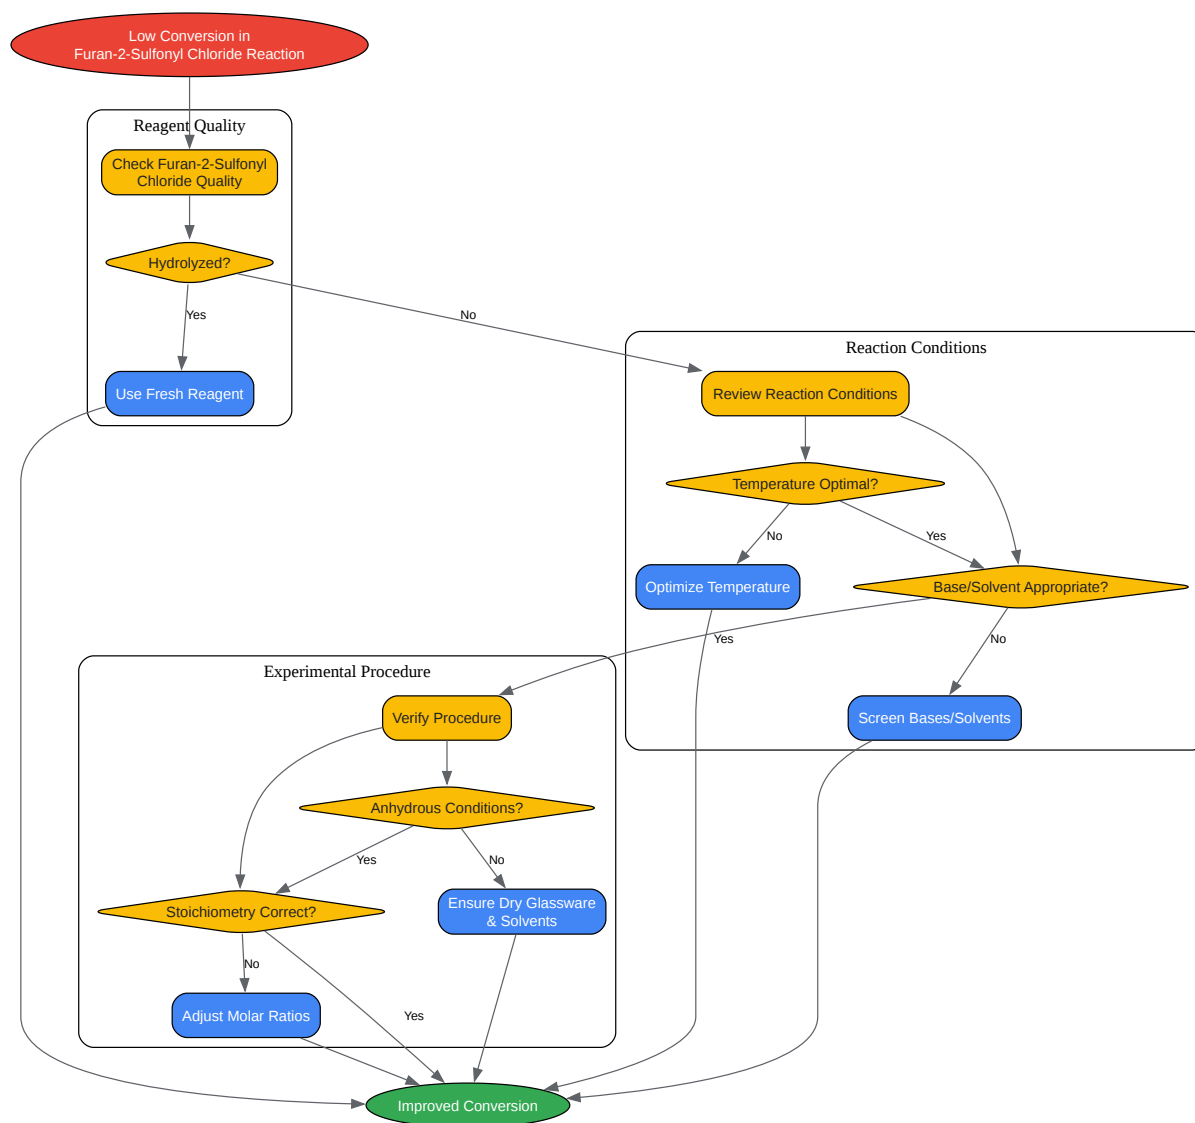 Low Conversion in
Furan-2-Sulfonyl Chloride Reaction
Reagent Quality
Check Furan-2-Sulfonyl
Chloride Quality
Hydrolyzed?
Yes
No
Use Fresh Reagent
Reaction Conditions
Review Reaction Conditions
Temperature Optimal?
No
Yes
Optimize Temperature
Base/Solvent Appropriate?
Yes
No
Screen Bases/Solvents
Experimental Procedure
Verify Procedure
Anhydrous Conditions?
Yes
No
Stoichiometry Correct?
Ensure Dry Glassware
& Solvents
No
Yes
Adjust Molar Ratios
Improved Conversion